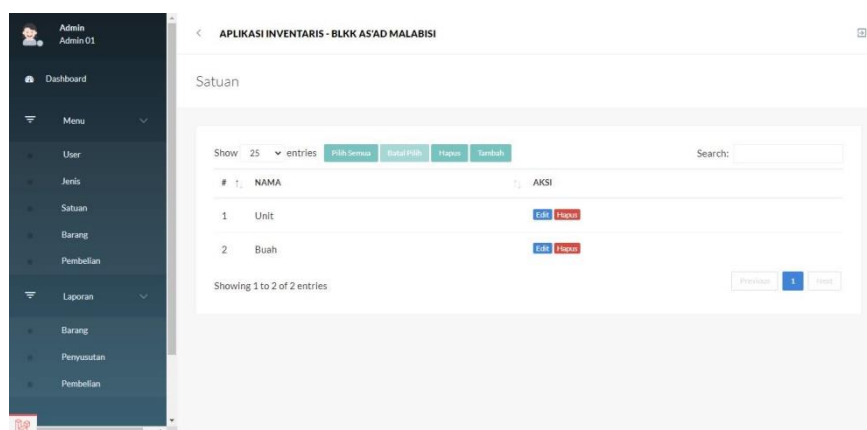 Admin
Admin 01
Dashboard
Menu
User
Jenis
Satuan
Barang
Pembelian
Laporan
Barang
Penyusutan
Pembelian
APLIKASI INVENTARIS - BLKK AS'AD MALABISI
Satuan
Show 25 entries Pilih Semua Batal Pilih Hapus Tambah Search:
# NAMA AKSI
1 Unit Edit Hapus
2 Buah Edit Hapus
Showing 1 to 2 of 2 entries
Previous 1 Next